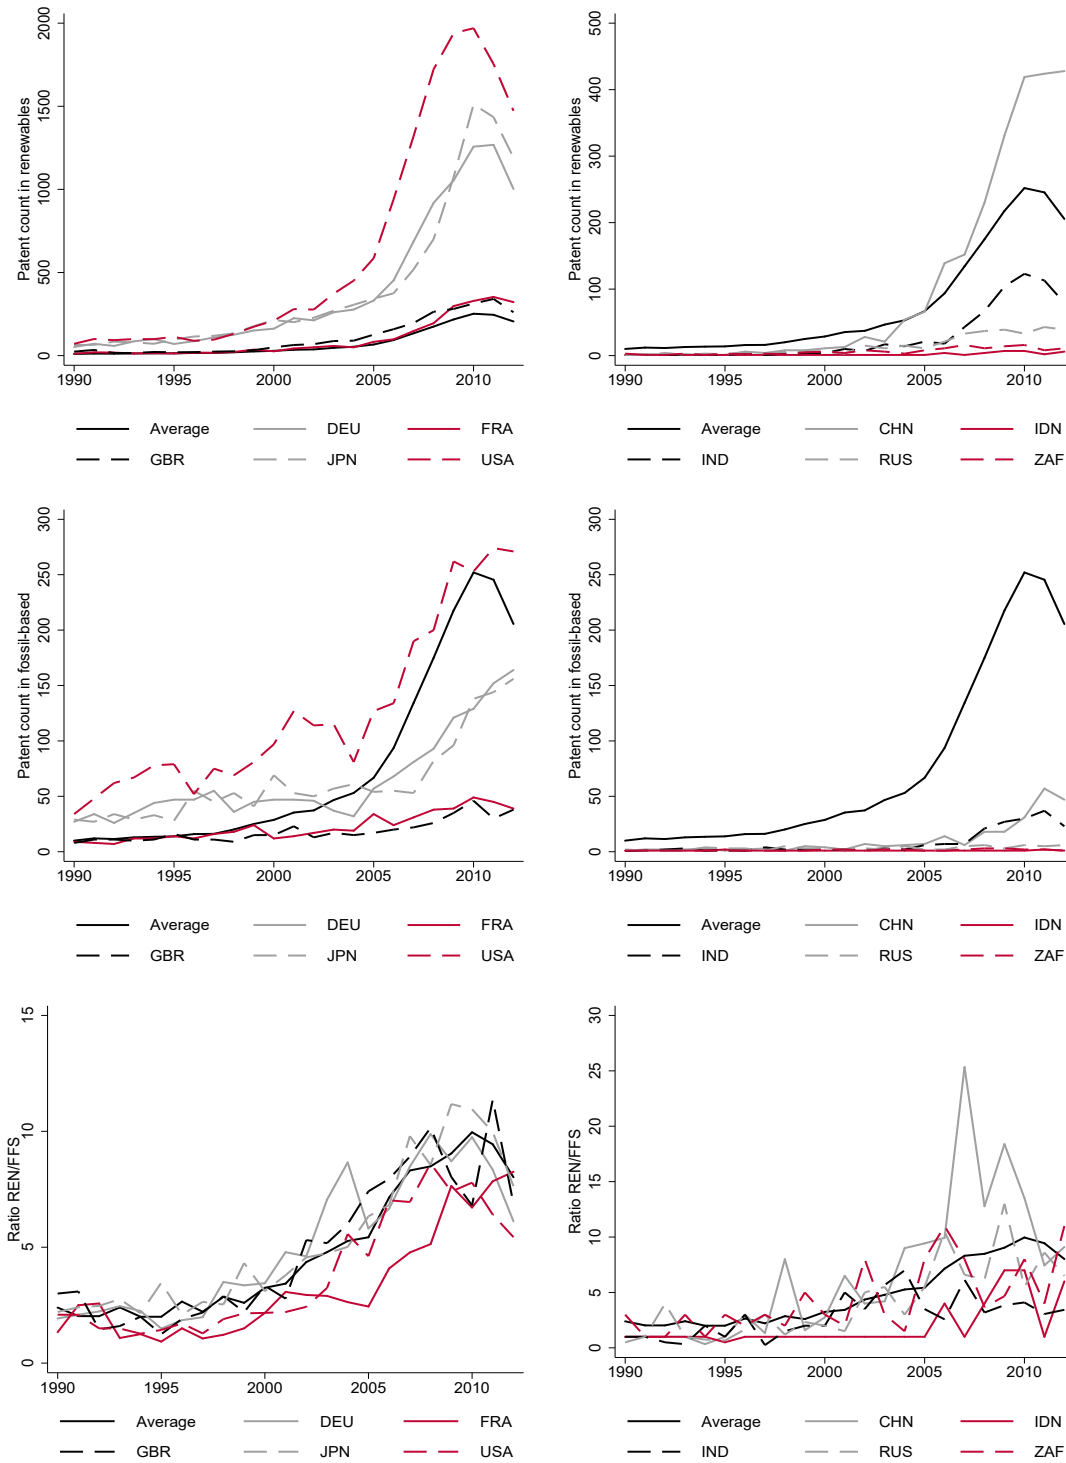 Patent count in renewables
2000
1500
1000
500
0
1990 1995 2000 2005 2010
Average DEU FRA
GBR JPN USA
Patent count in renewables
500
400
300
200
100
0
1990 1995 2000 2005 2010
Average CHN IDN
IND RUS ZAF
Patent count in fossil-based
300
250
200
150
100
50
0
1990 1995 2000 2005 2010
Average DEU FRA
GBR JPN USA
Patent count in fossil-based
300
250
200
150
100
50
0
1990 1995 2000 2005 2010
Average CHN IDN
IND RUS ZAF
Ratio REN/FFS
15
10
5
0
1990 1995 2000 2005 2010
Average DEU FRA
GBR JPN USA
Ratio REN/FFS
30
25
20
15
10
5
0
1990 1995 2000 2005 2010
Average CHN IDN
IND RUS ZAF